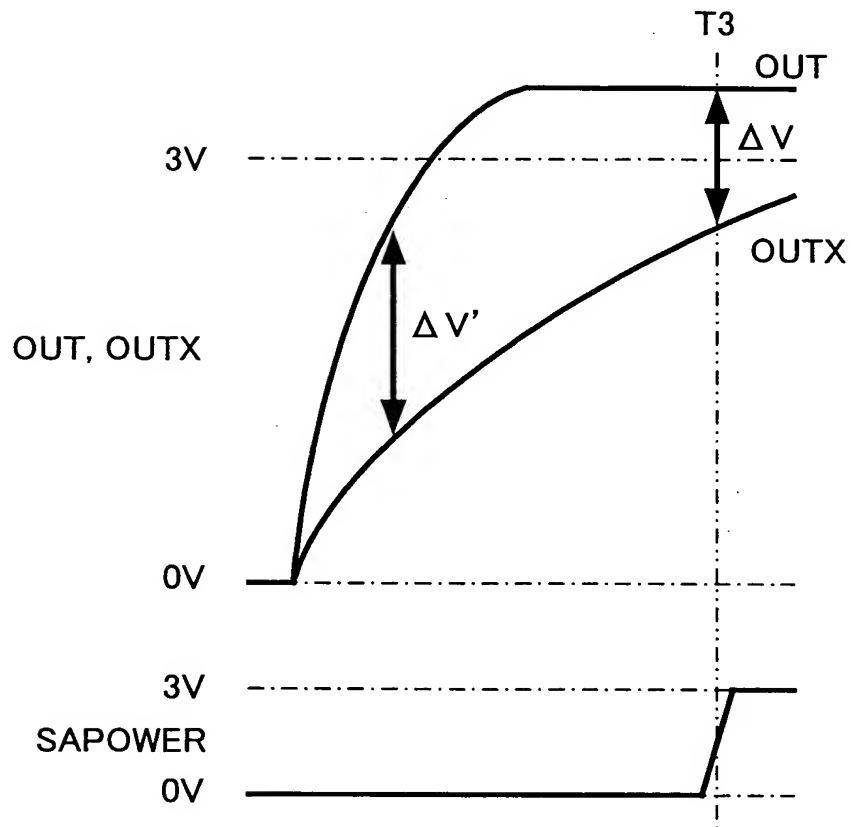 T3
OUT
3V
ΔV
OUTX
ΔV'
OUT, OUTX
0V
3V
SAPOWER
0V